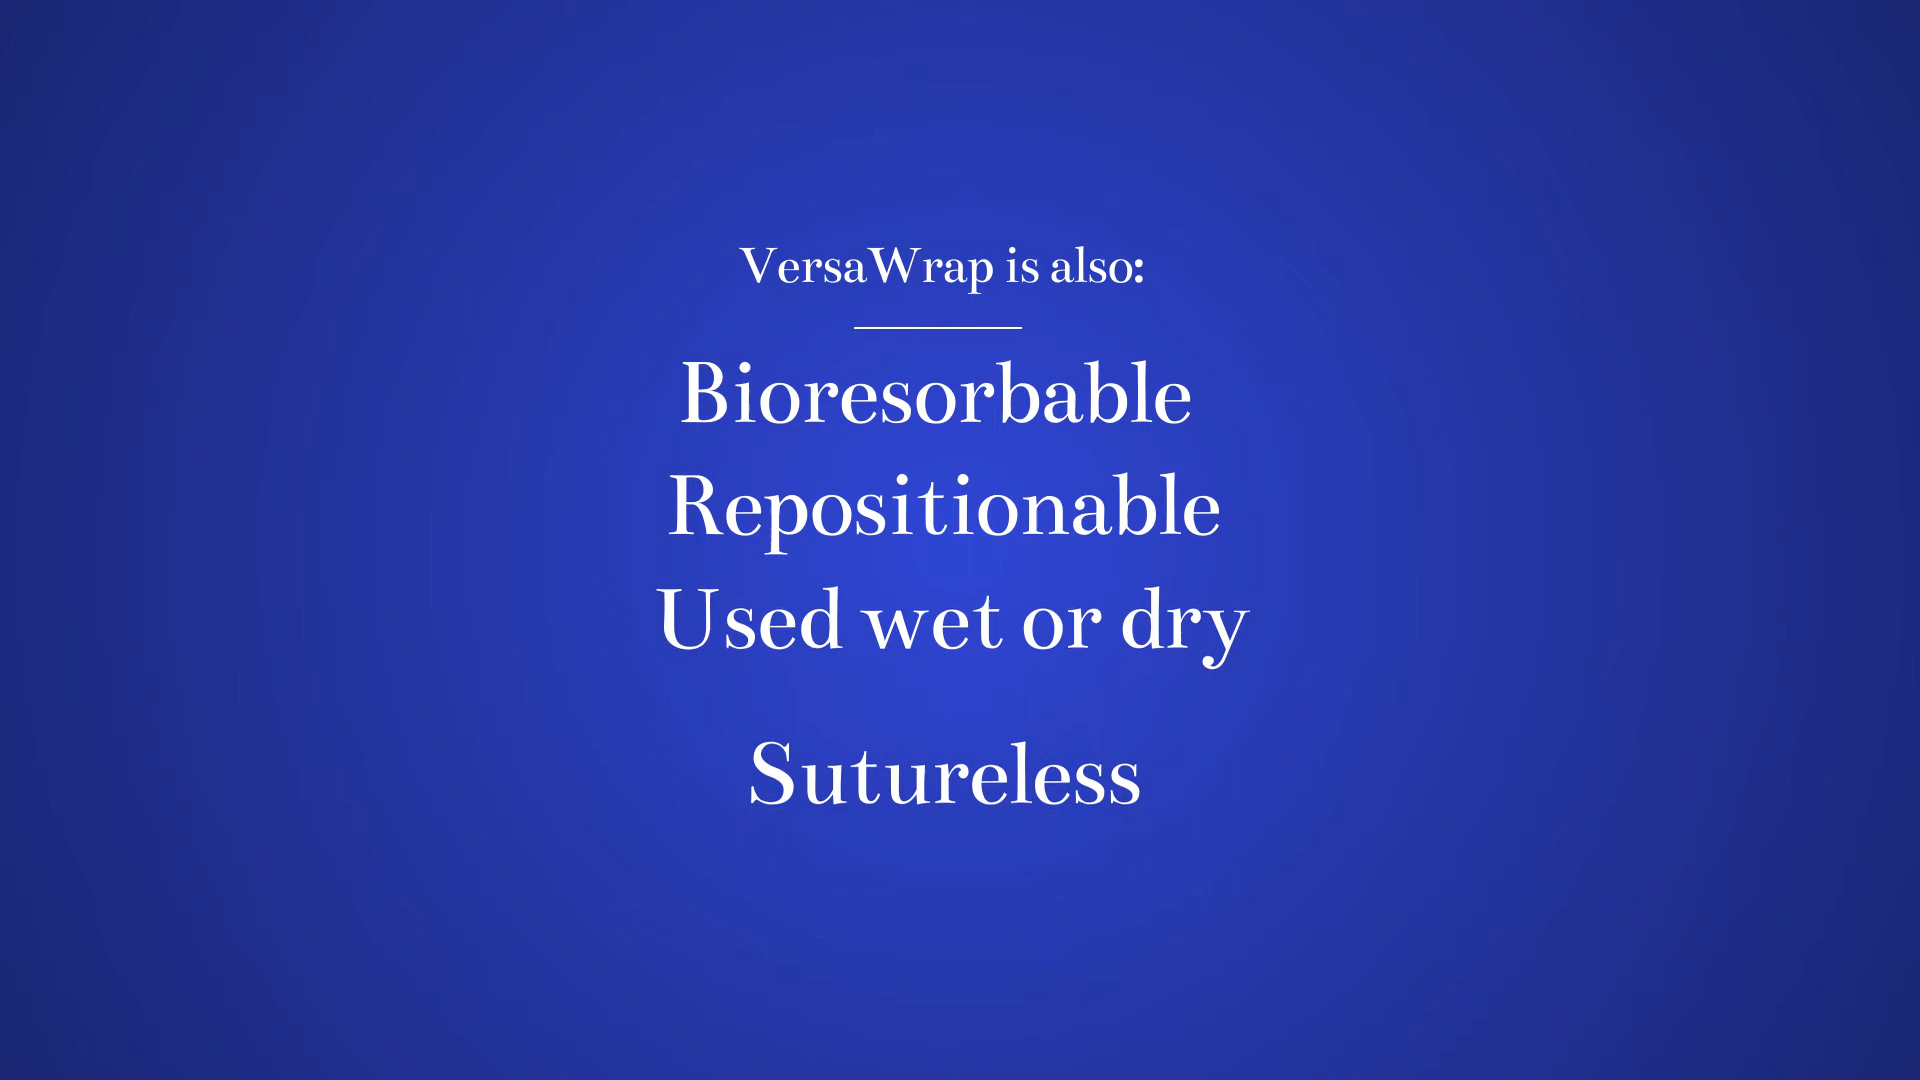 VersaWrap is also:
Bioresorbable
Repositionable
Used wet or dry
Sutureless